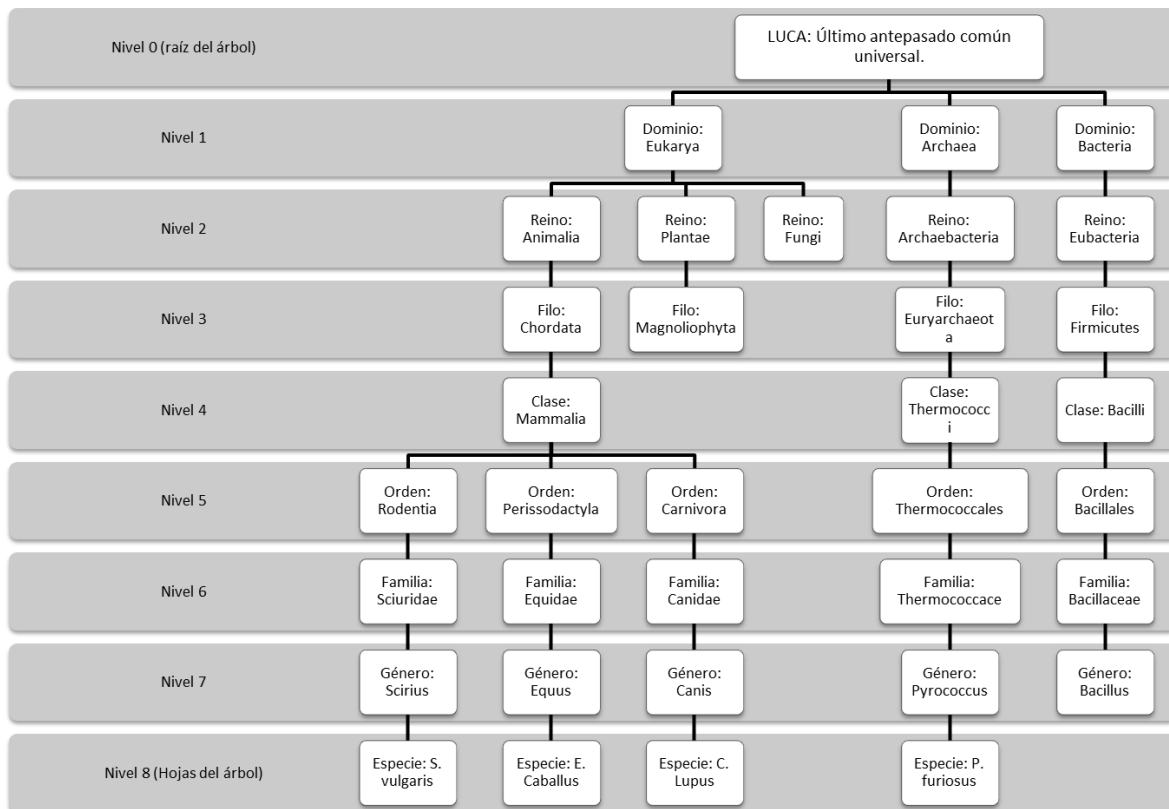 Nivel 0 (raíz del árbol)
LUCA: Último antepasado común
universal.
Nivel 1
Dominio:
Eukarya
Dominio:
Archaea
Dominio:
Bacteria
Nivel 2
Reino:
Animalia
Reino:
Plantae
Reino:
Fungi
Reino:
Archaebacteria
Reino:
Eubacteria
Nivel 3
Filo:
Chordata
Filo:
Magnoliophyta
Filo:
Euryarchaeot
a
Filo:
Firmicutes
Nivel 4
Clase:
Mammalia
Clase:
Thermococc
i
Clase: Bacilli
Nivel 5
Orden:
Rodentia
Orden:
Perissodactyla
Orden:
Carnivora
Orden:
Thermococcales
Orden:
Bacillales
Nivel 6
Familia:
Sciuridae
Familia:
Equidae
Familia:
Canidae
Familia:
Thermococcace
Familia:
Bacillaceae
Nivel 7
Género:
Scirius
Género:
Equus
Género:
Canis
Género:
Pyrococcus
Género:
Bacillus
Nivel 8 (Hojas del árbol)
Especie: S.
vulgaris
Especie: E.
Caballus
Especie: C.
Lupus
Especie: P.
furiosus